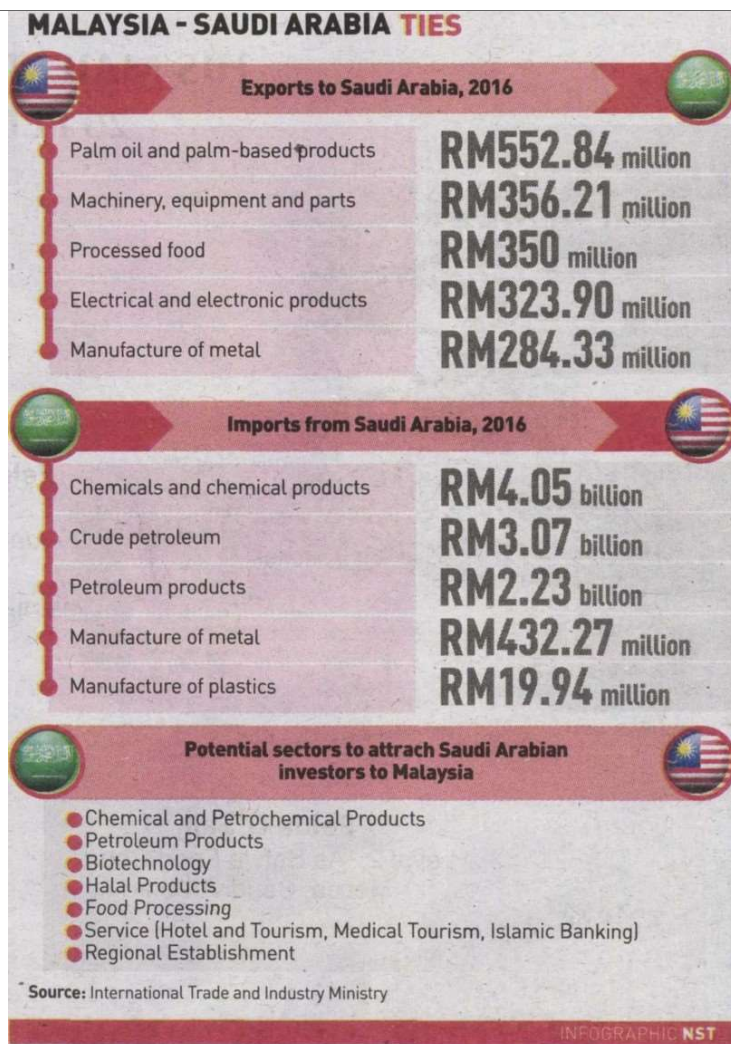 MALAYSIA - SAUDI ARABIA TIES
Exports to Saudi Arabia, 2016
Palm oil and palm-based products RM552.84 million
Machinery, equipment and parts RM356.21 million
Processed food RM350 million
Electrical and electronic products RM323.90 million
Manufacture of metal RM284.33 million
Imports from Saudi Arabia, 2016
Chemicals and chemical products RM4.05 billion
Crude petroleum RM3.07 billion
Petroleum products RM2.23 billion
Manufacture of metal RM432.27 million
Manufacture of plastics RM19.94 million
Potential sectors to attrach Saudi Arabian
investors to Malaysia
Chemical and Petrochemical Products
Petroleum Products
Biotechnology
Halal Products
Food Processing
Service (Hotel and Tourism, Medical Tourism, Islamic Banking)
Regional Establishment
Source: International Trade and Industry Ministry
INFOGRAPHIC NST